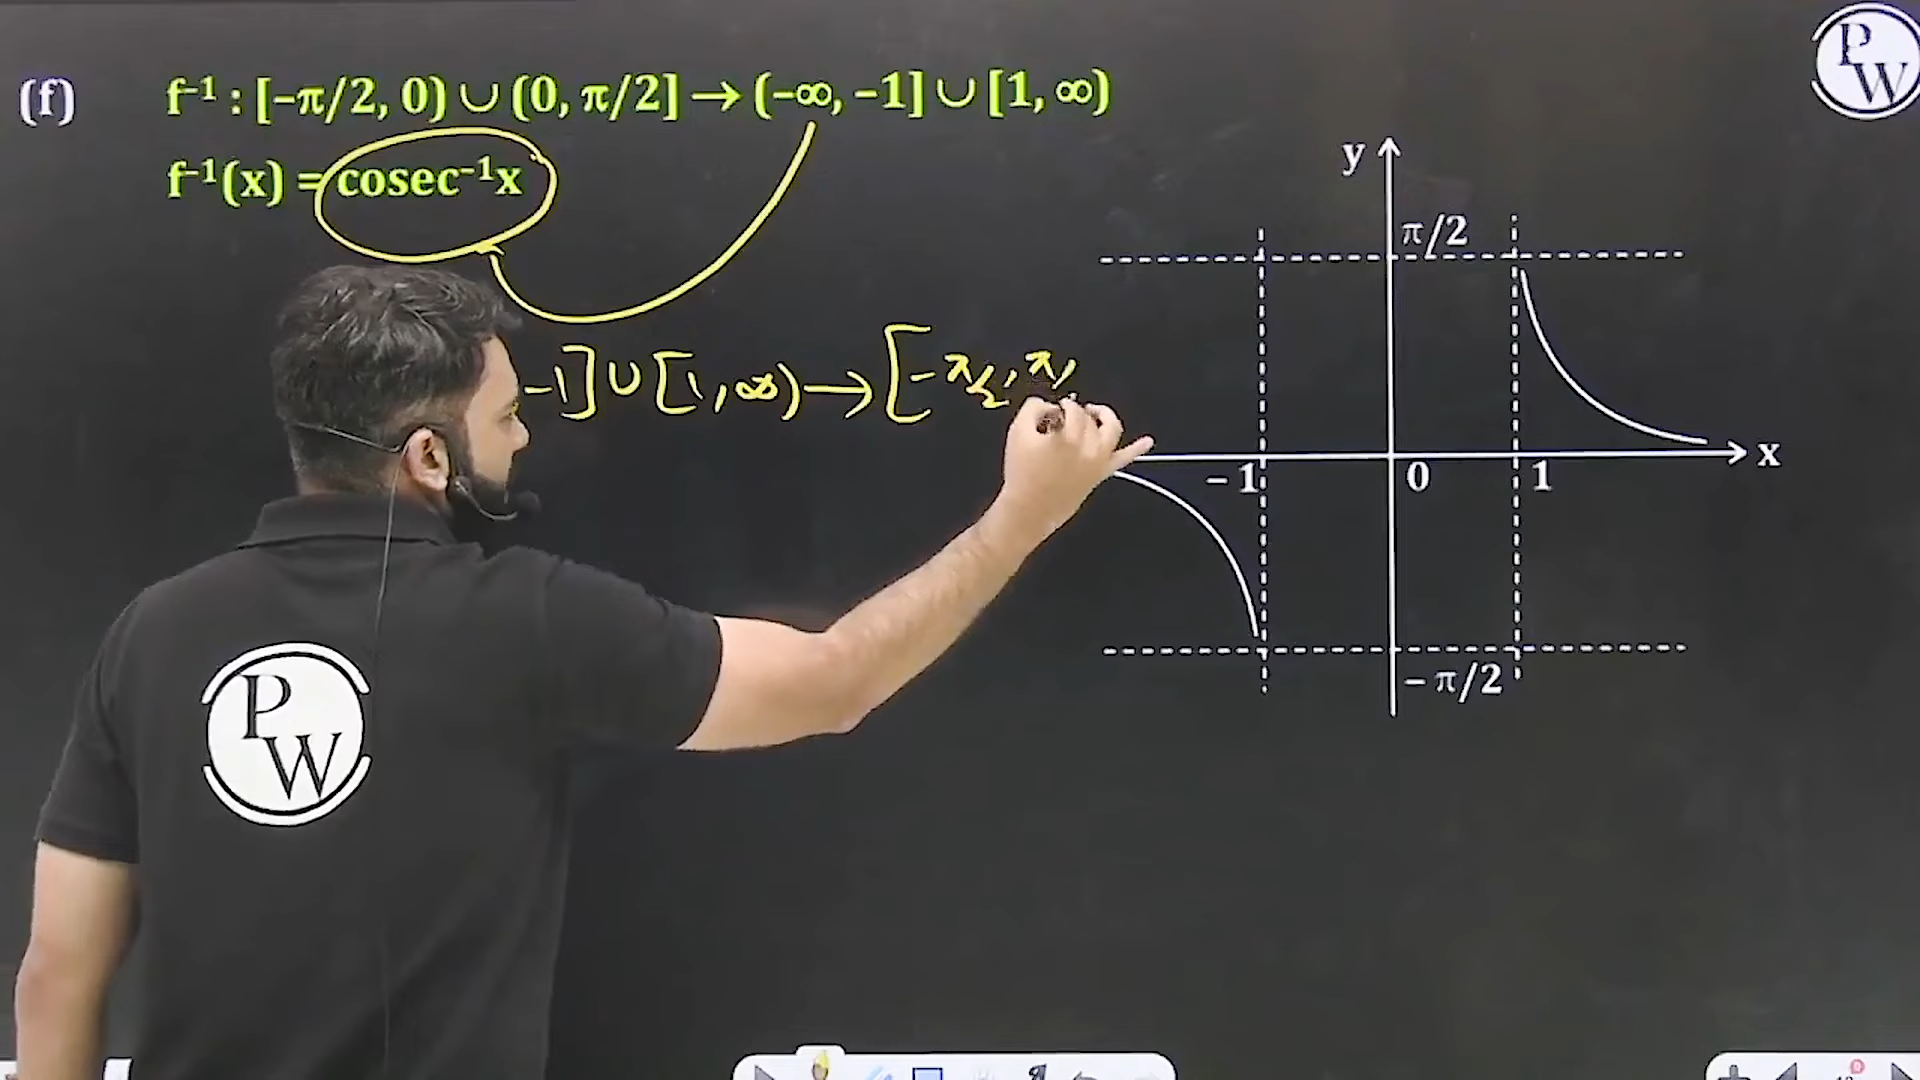 (f) f⁻¹ : [–π/2, 0) ∪ (0, π/2] → (–∞, –1] ∪ [1, ∞)
f⁻¹(x) = cosec⁻¹x
-1] ∪ [1, ∞) → [-π/2, π/
y
π/2
x
– 1
0
1
– π/2
PW
PW